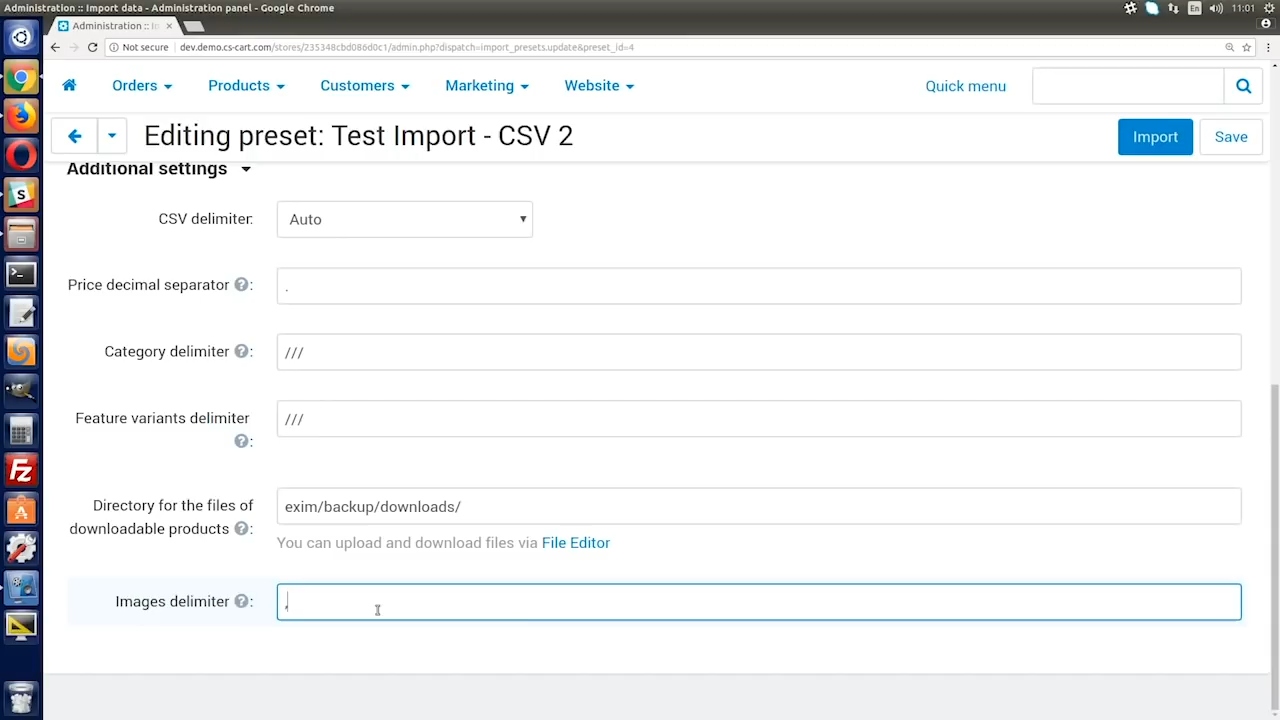 Administration :: Import data - Administration panel - Google Chrome
En
11:01
Administration :: Im
Not secure
dev.demo.cs-cart.com/stores/235348cbd086d0c1/admin.php?dispatch=import_presets.update&preset_id=4
Orders
Products
Customers
Marketing
Website
Quick menu
Editing preset: Test Import - CSV 2
Import
Save
Additional settings
CSV delimiter:
Auto
Price decimal separator ?:
.
Category delimiter ?:
///
Feature variants delimiter
?:
///
Directory for the files of
downloadable products ?:
exim/backup/downloads/
You can upload and download files via File Editor
Images delimiter ?:
,